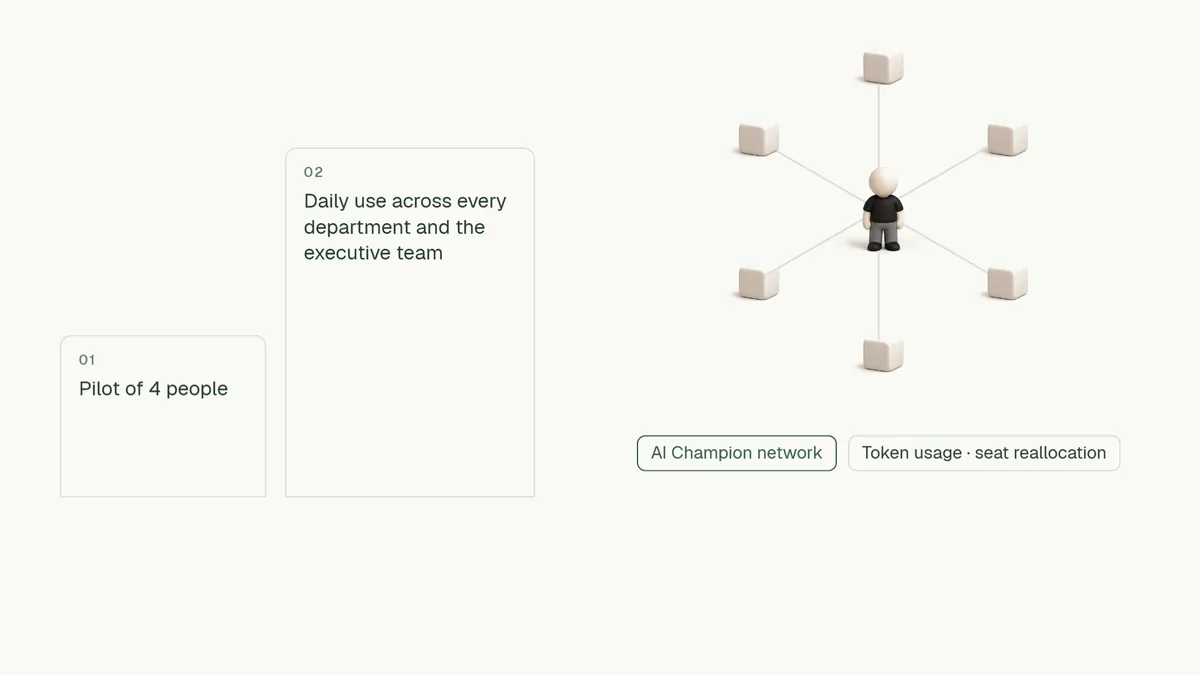 01
Pilot of 4 people
02
Daily use across every
department and the
executive team
AI Champion network
Token usage · seat reallocation